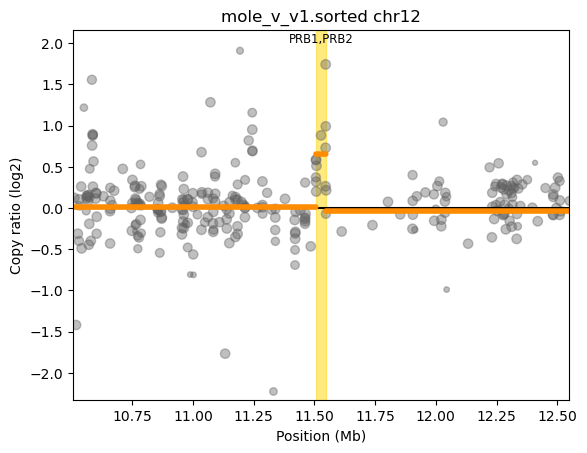 mole_v_v1.sorted chr12
PRB1,PRB2
Copy ratio (log2)
2.0
1.5
1.0
0.5
0.0
−0.5
−1.0
−1.5
−2.0
10.75 11.00 11.25 11.50 11.75 12.00 12.25 12.50
Position (Mb)